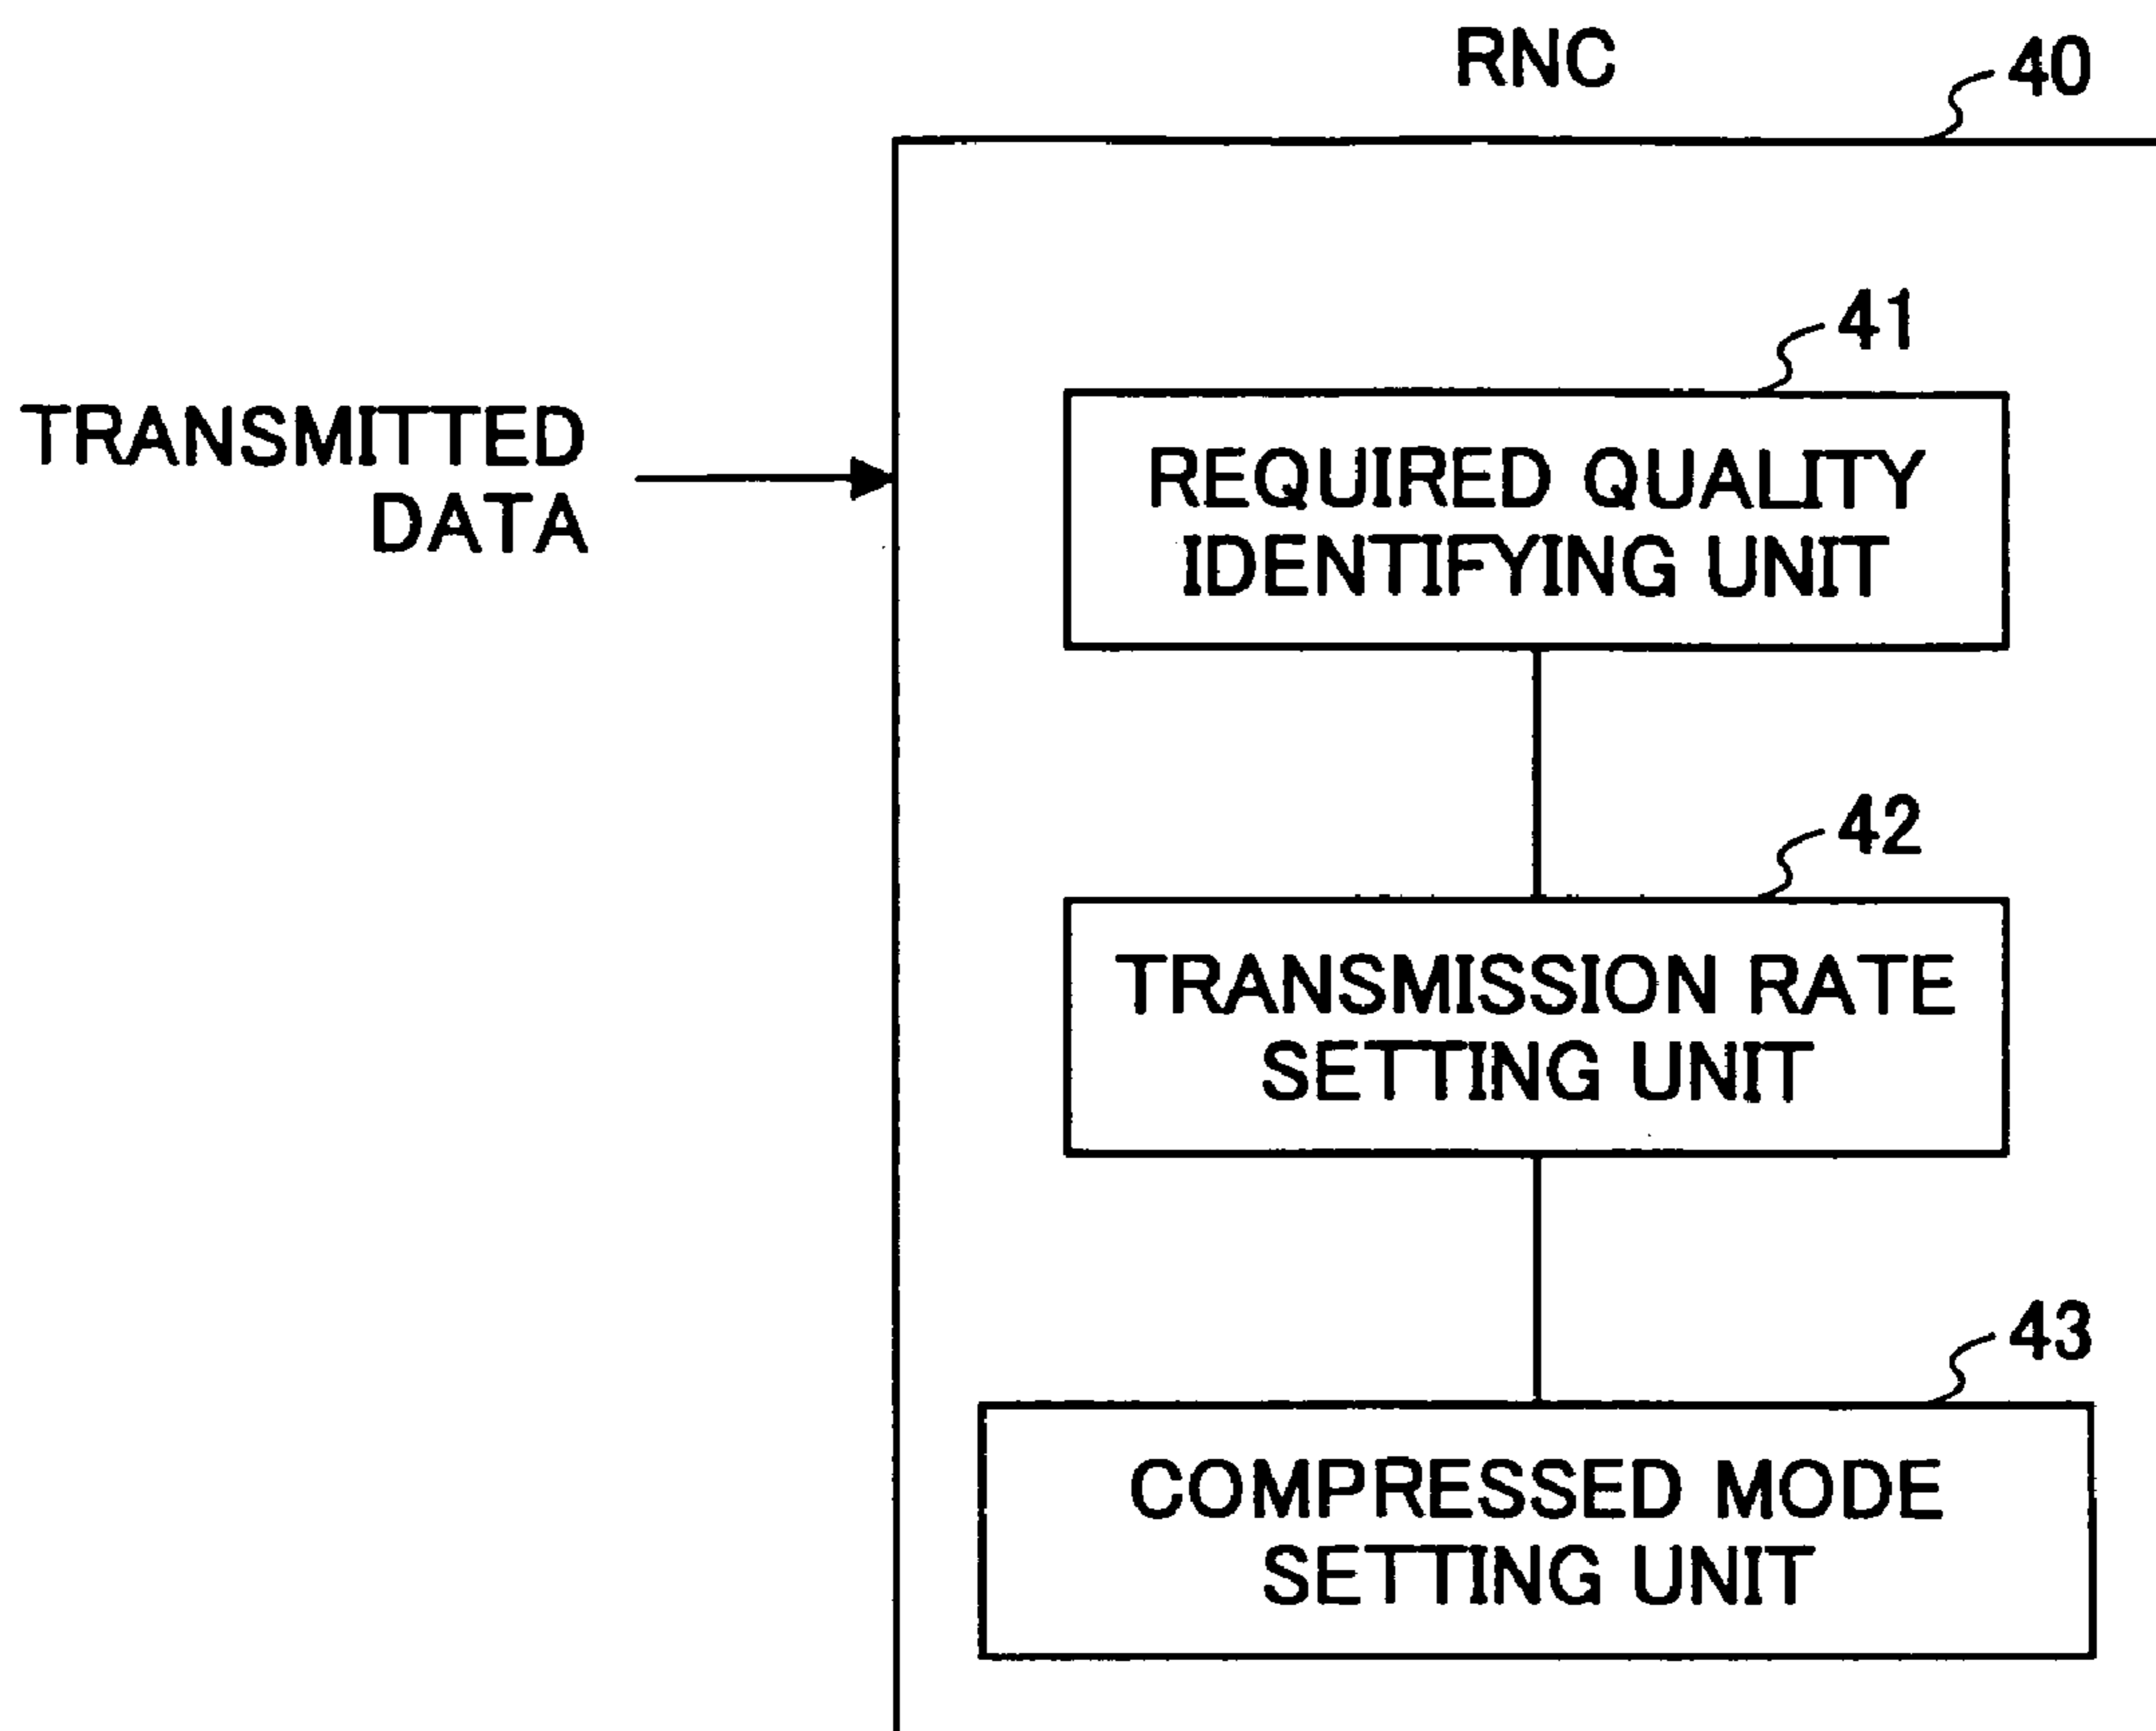 RNC
40
41
TRANSMITTED
DATA
REQUIRED QUALITY
IDENTIFYING UNIT
42
TRANSMISSION RATE
SETTING UNIT
43
COMPRESSED MODE
SETTING UNIT